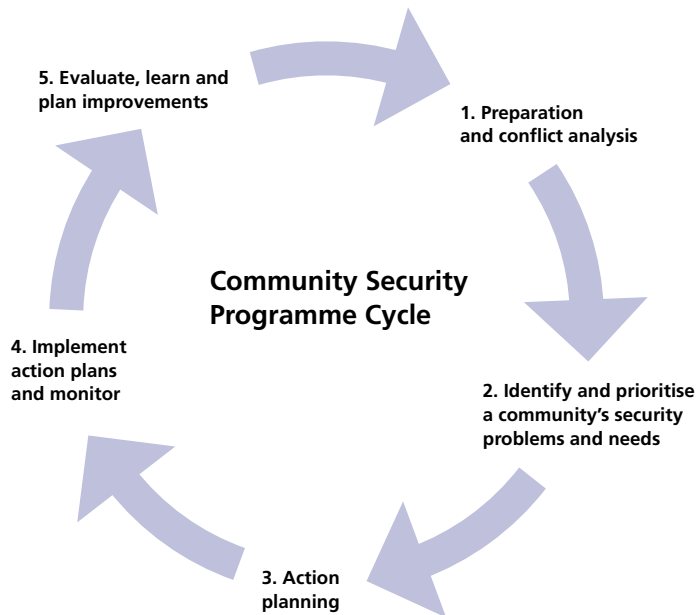 Community Security
Programme Cycle
1. Preparation
and conflict analysis
2. Identify and prioritise
a community’s security
problems and needs
3. Action
planning
4. Implement
action plans
and monitor
5. Evaluate, learn and
plan improvements